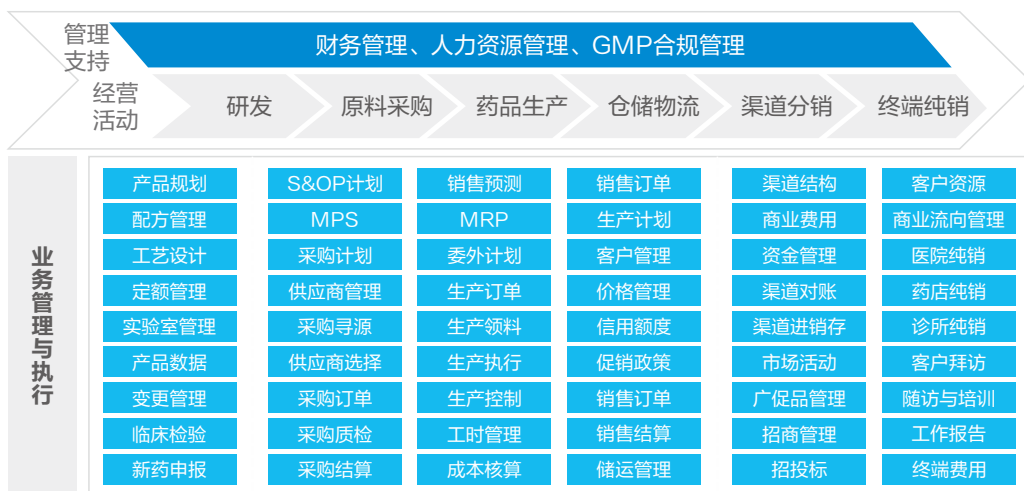 管理
支持
财务管理、人力资源管理、GMP合规管理
经营
活动
研发
原料采购
药品生产
仓储物流
渠道分销
终端纯销
业务管理与执行
产品规划
S&OP计划
销售预测
销售订单
渠道结构
客户资源
配方管理
MPS
MRP
生产计划
商业费用
商业流向管理
工艺设计
采购计划
委外计划
客户管理
资金管理
医院纯销
定额管理
供应商管理
生产订单
价格管理
渠道对账
药店纯销
实验室管理
采购寻源
生产领料
信用额度
渠道进销存
诊所纯销
产品数据
供应商选择
生产执行
促销政策
市场活动
客户拜访
变更管理
采购订单
生产控制
销售订单
广促品管理
随访与培训
临床检验
采购质检
工时管理
销售结算
招商管理
工作报告
新药申报
采购结算
成本核算
储运管理
招投标
终端费用